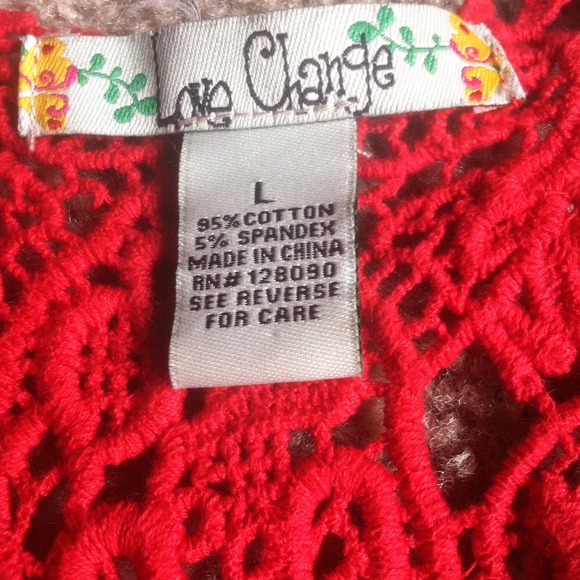 Love Change
L
95% COTTON
5% SPANDEX
MADE IN CHINA
RN# 128090
SEE REVERSE
FOR CARE